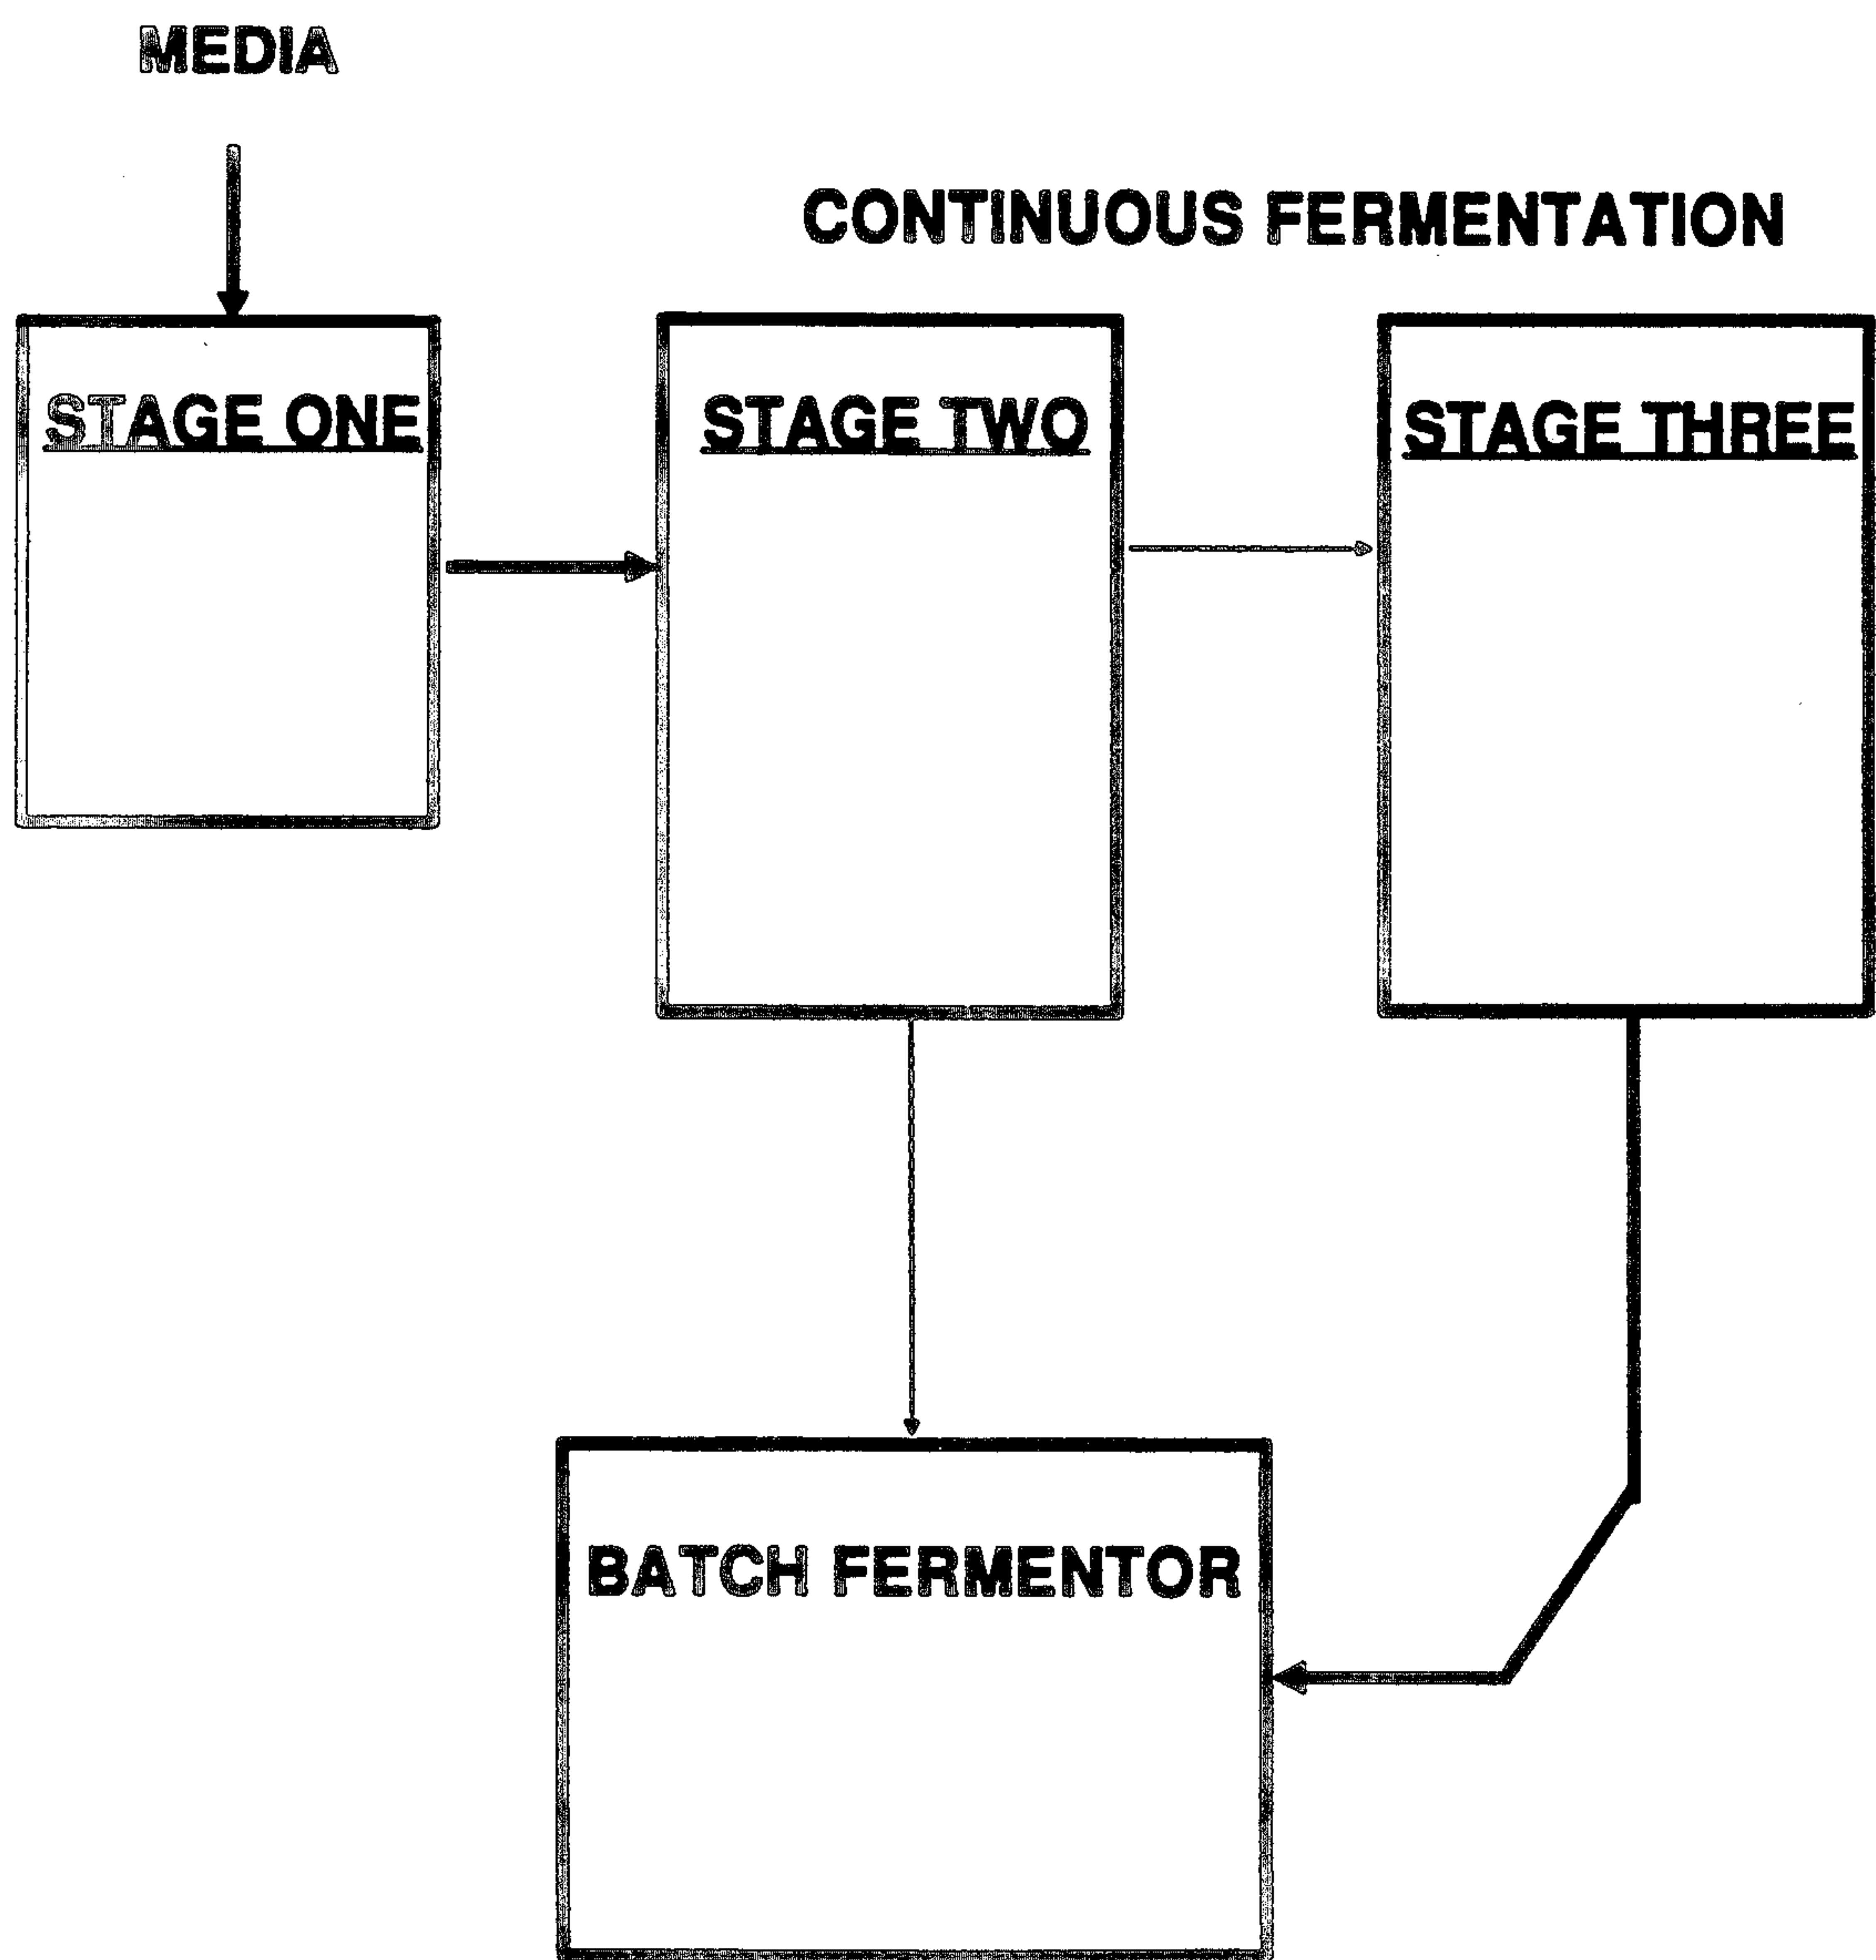 MEDIA
CONTINUOUS FERMENTATION
STAGE ONE
STAGE TWO
STAGE THREE
BATCH FERMENTOR